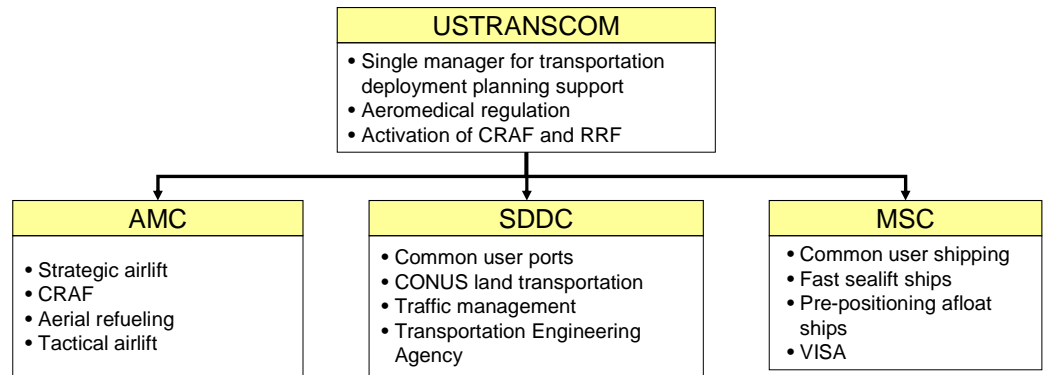 USTRANSCOM
• Single manager for transportation
deployment planning support
• Aeromedical regulation
• Activation of CRAF and RRF
AMC
• Strategic airlift
• CRAF
• Aerial refueling
• Tactical airlift
SDDC
• Common user ports
• CONUS land transportation
• Traffic management
• Transportation Engineering
Agency
MSC
• Common user shipping
• Fast sealift ships
• Pre-positioning afloat
ships
• VISA